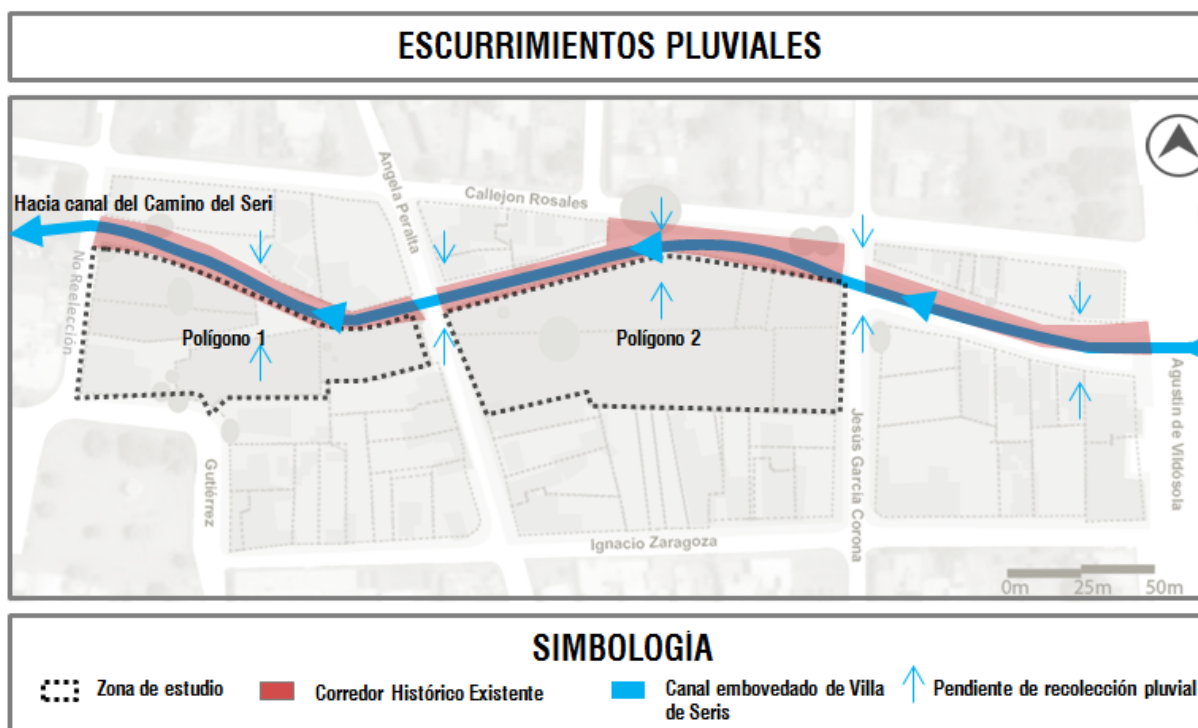 ESCURRIMIENTOS PLUVIALES
Angela Peralta
Callejon Rosales
Hacia canal del Camino del Seri
No Reelección
Polígono 1
Polígono 2
Jesús García Corona
Agustín de Vildósola
Gutiérrez
Ignacio Zaragoza
0m 25m 50m
SIMBOLOGÍA
Zona de estudio
Corredor Histórico Existente
Canal embovedado de Villa
de Seris
Pendiente de recolección pluvial